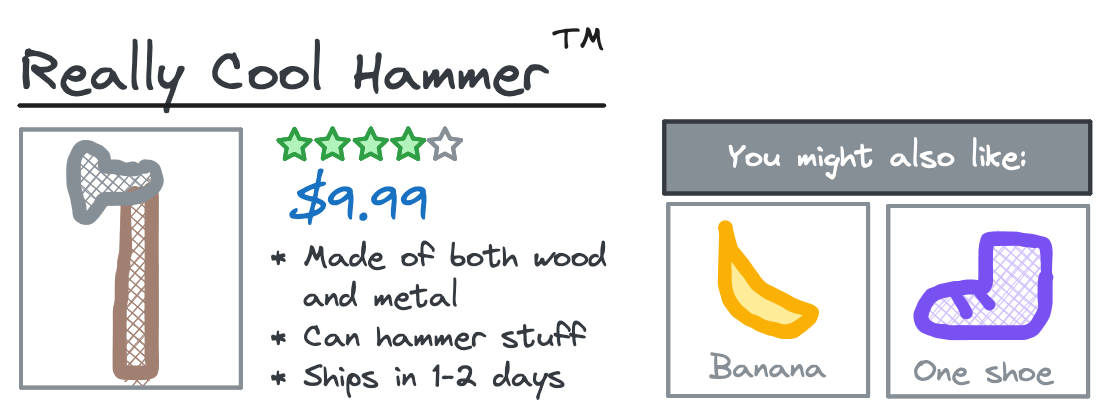 Really Cool Hammer™
$9.99
* Made of both wood
and metal
* Can hammer stuff
* Ships in 1-2 days
You might also like:
Banana
One shoe